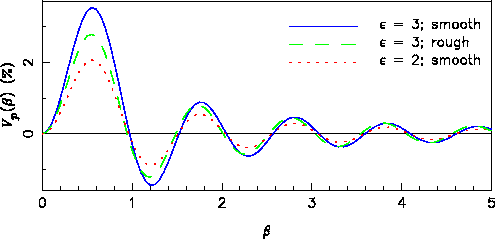 ϵ = 3; smooth
ϵ = 3; rough
ϵ = 2; smooth
V_p(β) (%)
2
0
0 1 2 3 4 5
β